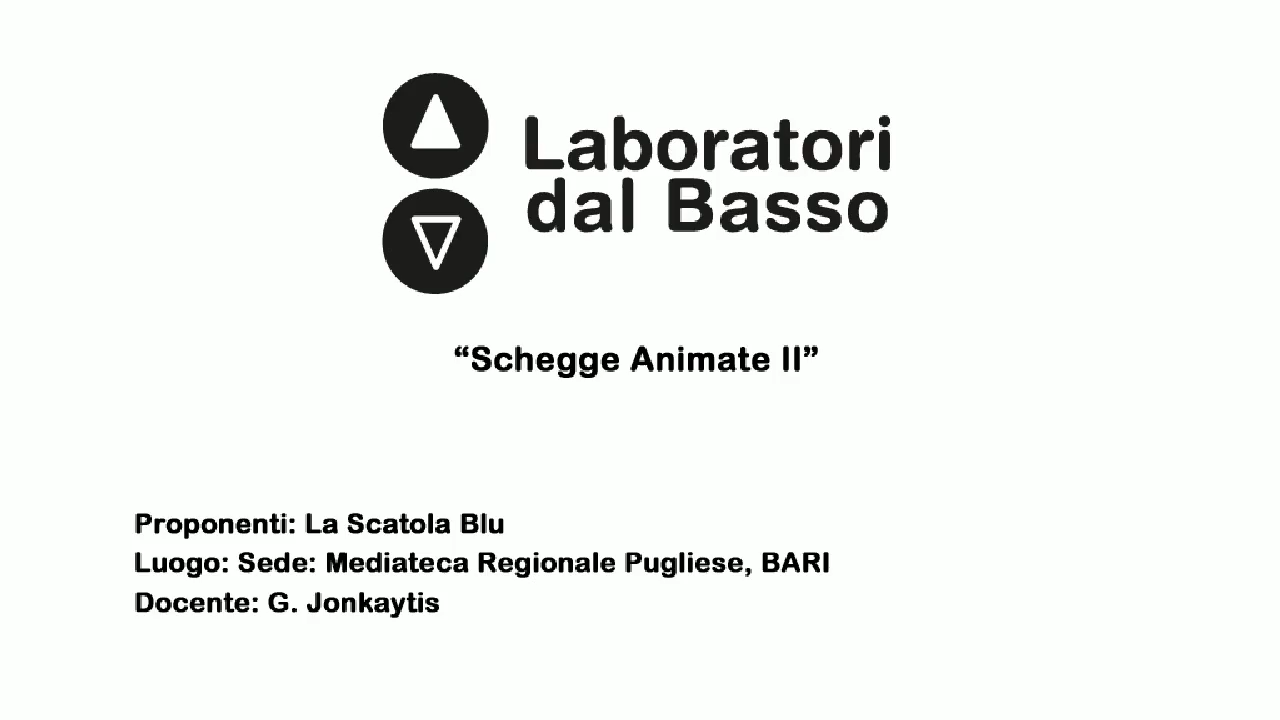 Laboratori
dal Basso
“Schegge Animate II”
Proponenti: La Scatola Blu
Luogo: Sede: Mediateca Regionale Pugliese, BARI
Docente: G. Jonkaytis